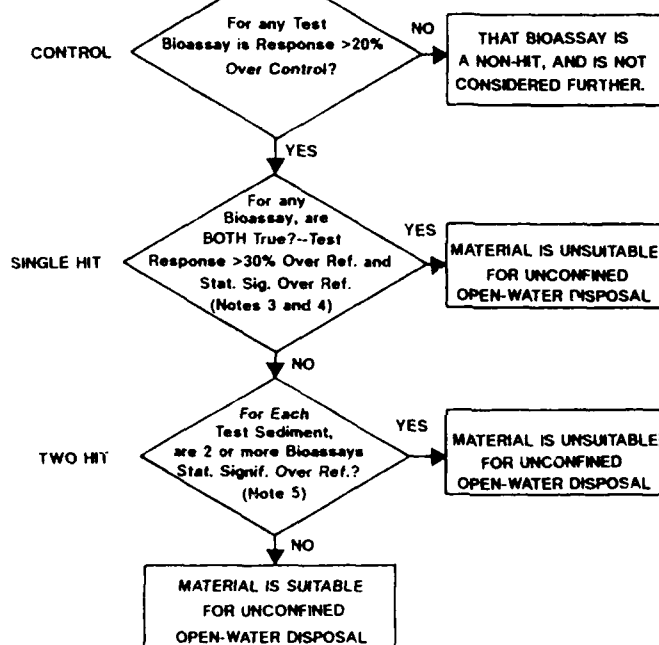 CONTROL
For any Test
Bioassay is Response >20%
Over Control?
NO
THAT BIOASSAY IS
A NON-HIT, AND IS NOT
CONSIDERED FURTHER.
YES
SINGLE HIT
For any
Bioassay, are
BOTH True?--Test
Response >30% Over Ref. and
Stat. Sig. Over Ref.
(Notes 3 and 4)
YES
MATERIAL IS UNSUITABLE
FOR UNCONFINED
OPEN-WATER DISPOSAL
NO
TWO HIT
For Each
Test Sediment,
are 2 or more Bioassays
Stat. Signif. Over Ref.?
(Note 5)
YES
MATERIAL IS UNSUITABLE
FOR UNCONFINED
OPEN-WATER DISPOSAL
NO
MATERIAL IS SUITABLE
FOR UNCONFINED
OPEN-WATER DISPOSAL